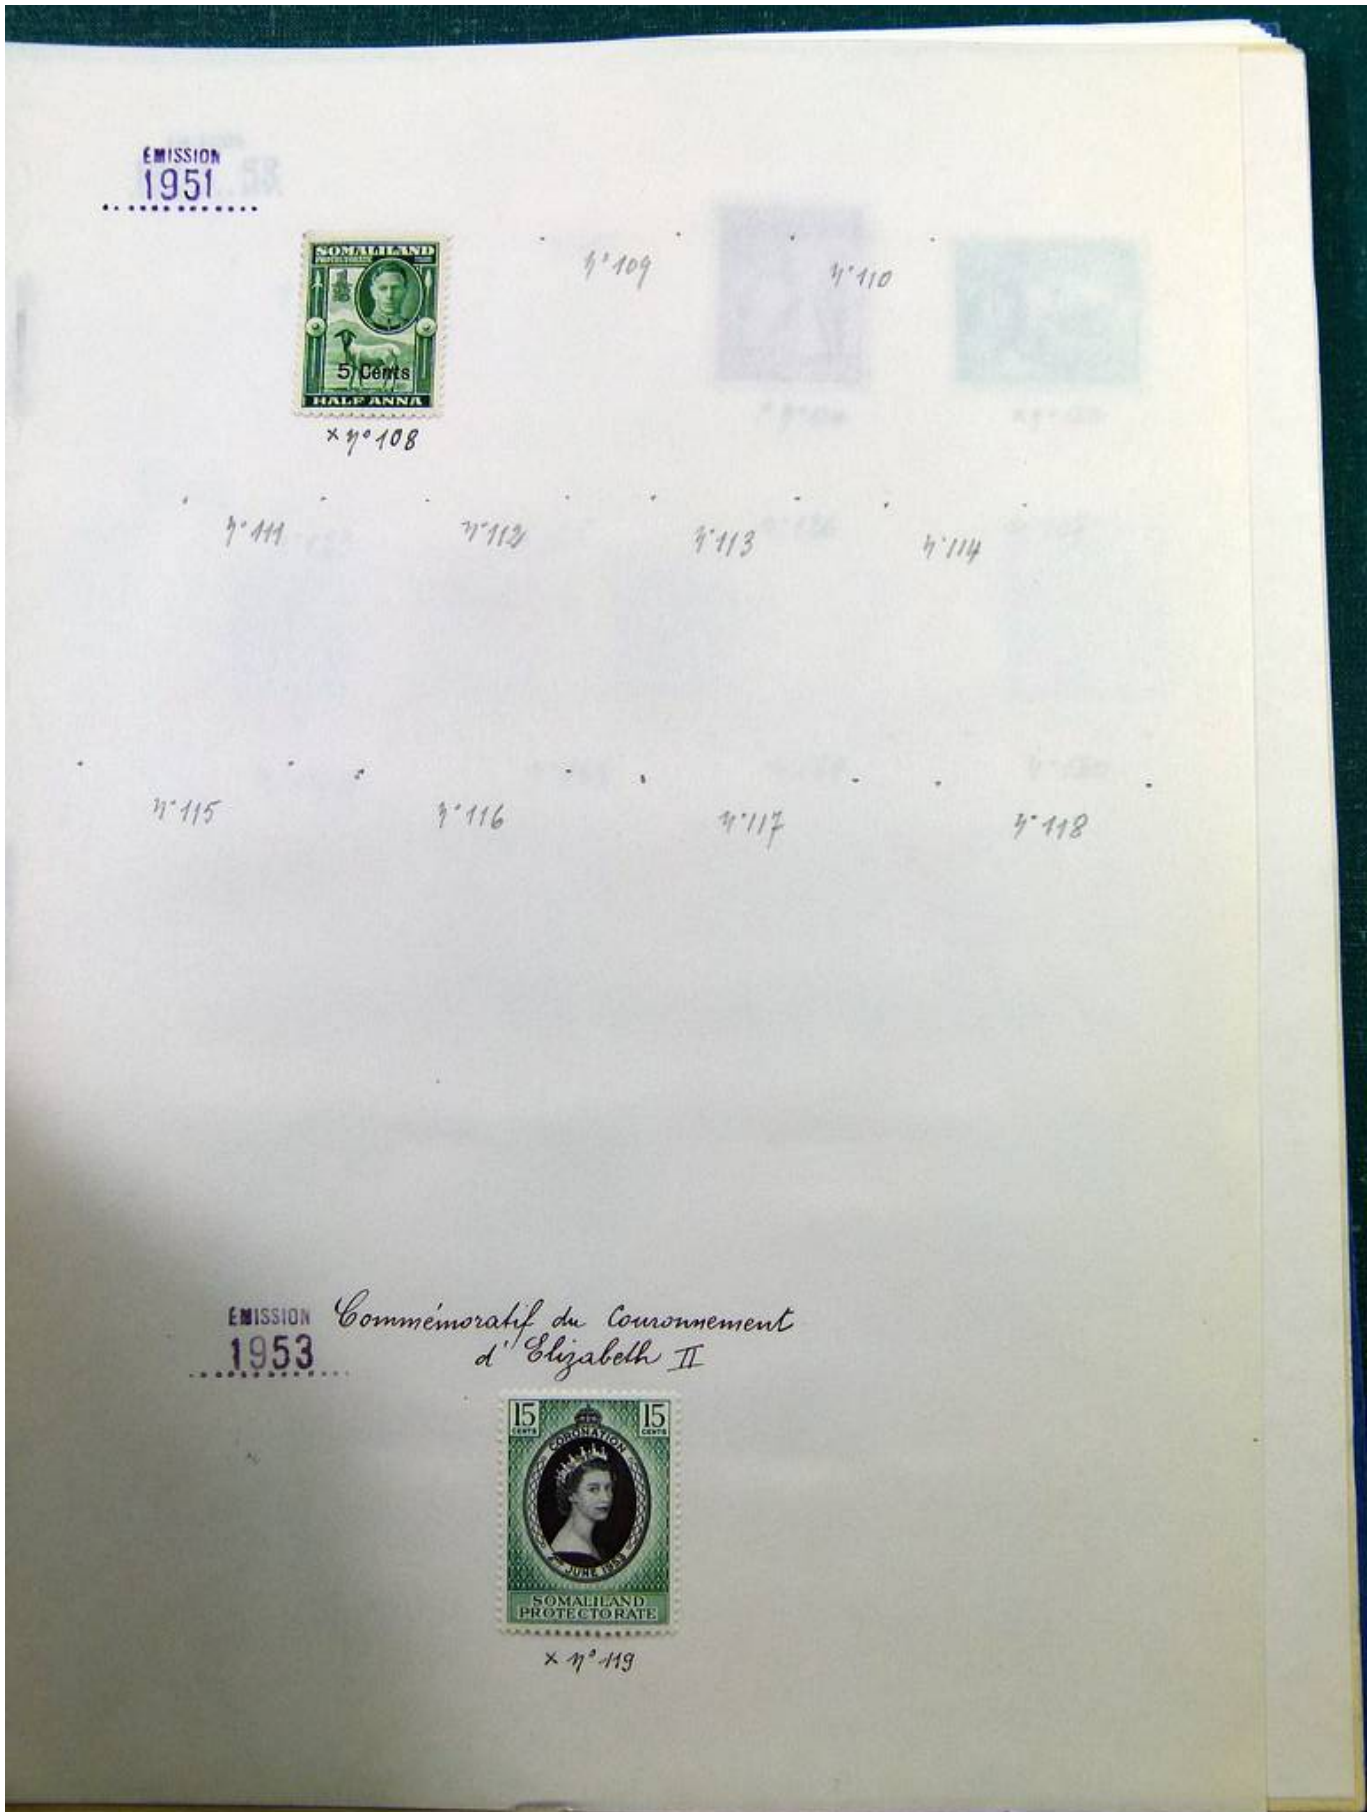 ÉMISSION
1951
SOMALILAND
PROTECTORATE
5 Cents
HALF ANNA
x n° 108
n° 109
n° 110
n° 111
n° 112
n° 113
n° 114
n° 115
n° 116
n° 117
n° 118
ÉMISSION
1953
Commémoratif du Couronnement
d'Elizabeth II
15 15
CENTS CENTS
CORONATION
2ND JUNE 1953
SOMALILAND
PROTECTORATE
x n° 119